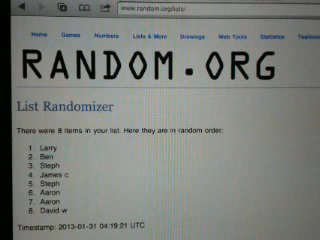 www.random.org/lists/
Home Games Numbers Lists & More Drawings Web Tools Statistics Testimo
RANDOM.ORG
List Randomizer
There were 8 items in your list. Here they are in random order:
1. Larry
2. Ben
3. Steph
4. James c
5. Steph
6. Aaron
7. Aaron
8. David w
Timestamp: 2013-01-31 04:19:21 UTC